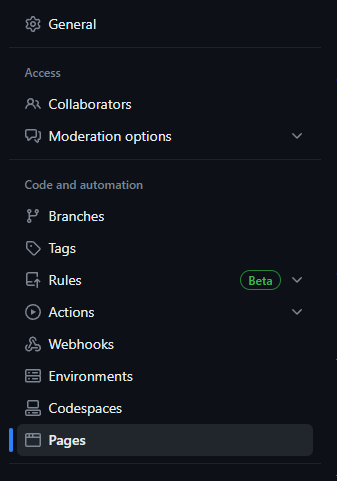 General
Access
Collaborators
Moderation options
Code and automation
Branches
Tags
Rules Beta
Actions
Webhooks
Environments
Codespaces
Pages